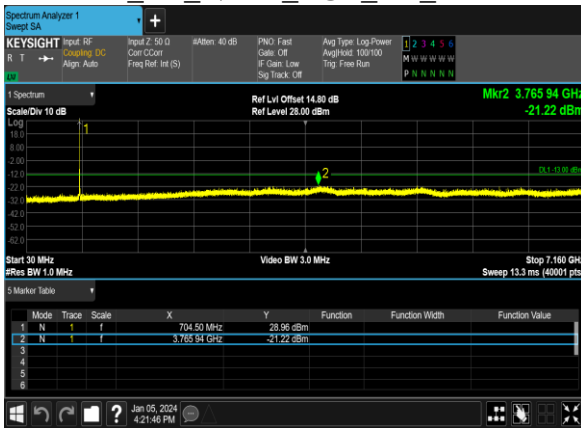 Spectrum Analyzer 1
Swept SA
KEYSIGHT Input: RF Input Z: 50 Ω #Atten: 40 dB PNO: Fast Avg Type: Log-Power 1 2 3 4 5 6
R T Coupling: DC Corr CCorr Gate: Off Avg|Hold: 100/100 M W W W W W
Align: Auto Freq Ref: Int (S) IF Gain: Low Trig: Free Run
LV Sig Track: Off P N N N N N
1 Spectrum Ref Lvl Offset 14.80 dB Mkr2 3.765 94 GHz
Scale/Div 10 dB Ref Level 28.00 dBm -21.22 dBm
Log
18.0 1
8.00
-2.00
-12.0 2 DL1 -13.00 dBm
-22.0
-32.0
-42.0
-52.0
-62.0
Start 30 MHz Video BW 3.0 MHz Stop 7.160 GHz
#Res BW 1.0 MHz Sweep 13.3 ms (40001 pts
5 Marker Table
Mode Trace Scale X Y Function Function Width Function Value
1 N 1 f 704.50 MHz 28.96 dBm
2 N 1 f 3.765 94 GHz -21.22 dBm
3
4
5
6
? Jan 05, 2024
4:21:46 PM